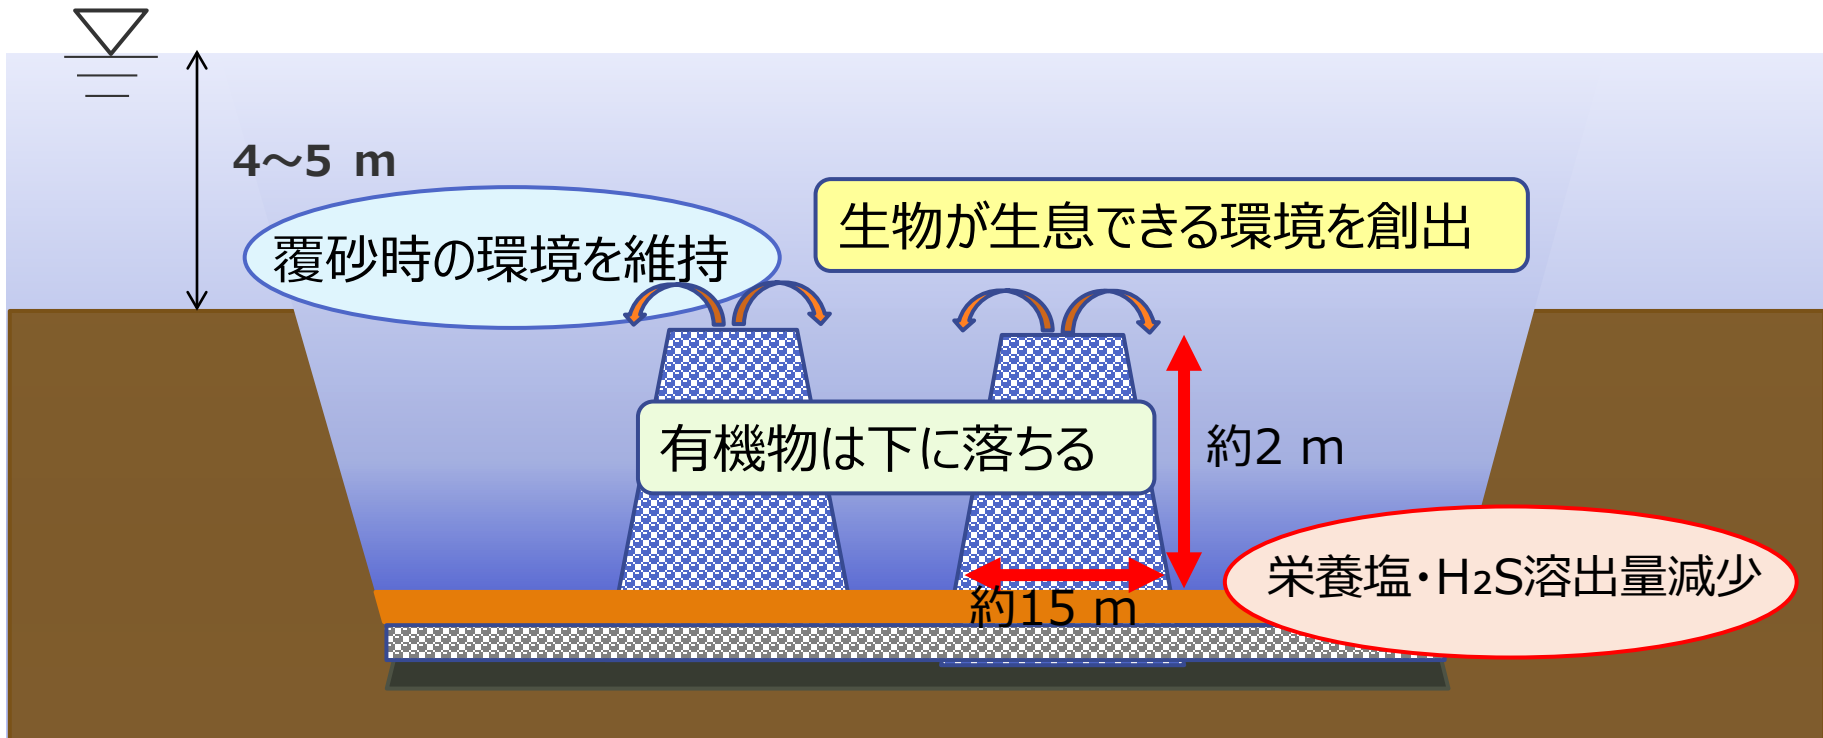 4～5 m
生物が生息できる環境を創出
覆砂時の環境を維持
有機物は下に落ちる
約2 m
栄養塩・H₂S溶出量減少
約15 m